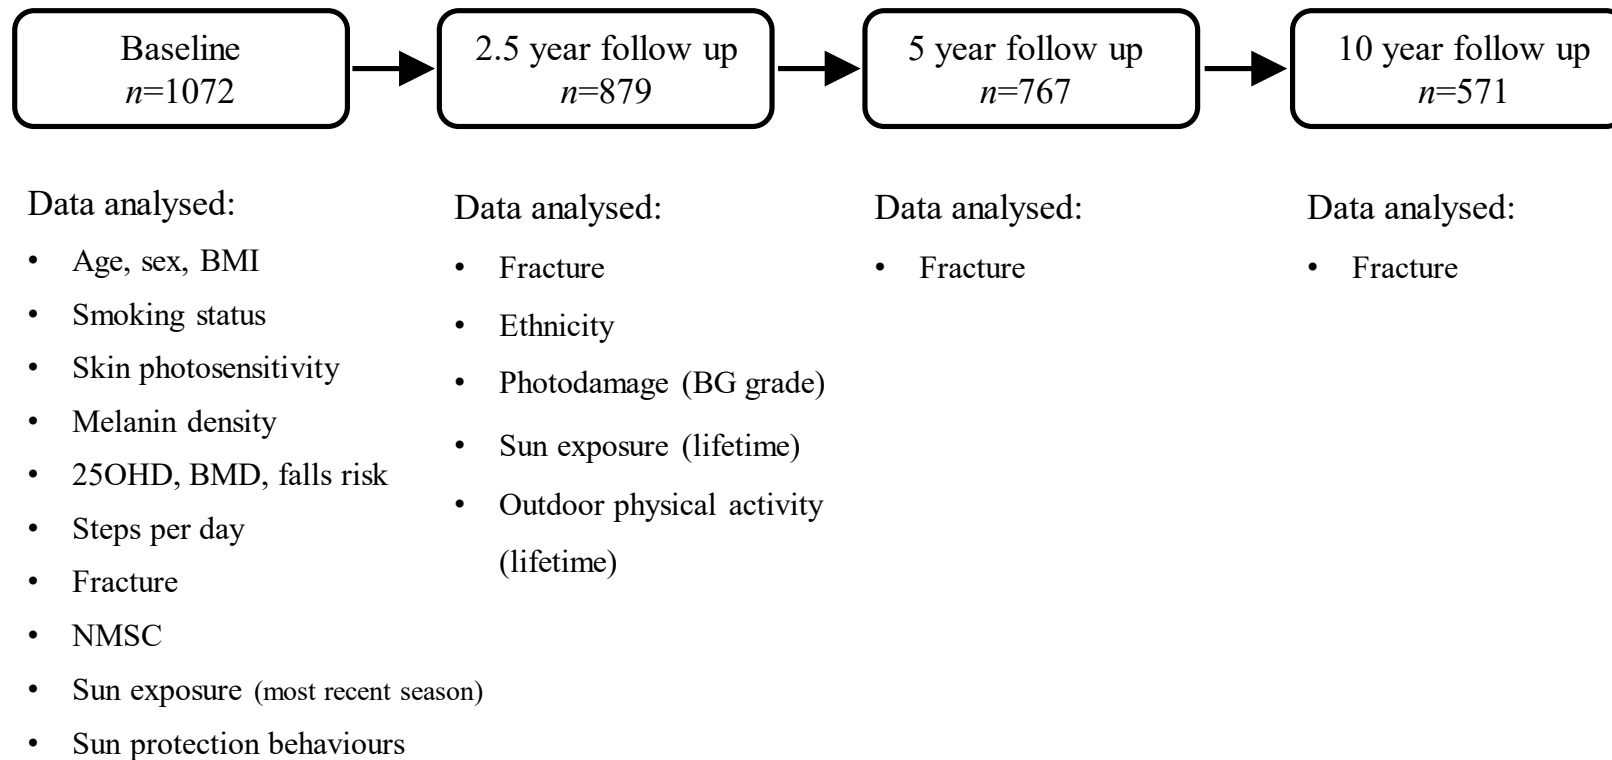 Baseline
n=1072
2.5 year follow up
n=879
5 year follow up
n=767
10 year follow up
n=571
Data analysed:
• Age, sex, BMI
• Smoking status
• Skin photosensitivity
• Melanin density
• 25OHD, BMD, falls risk
• Steps per day
• Fracture
• NMSC
• Sun exposure (most recent season)
• Sun protection behaviours
Data analysed:
• Fracture
• Ethnicity
• Photodamage (BG grade)
• Sun exposure (lifetime)
• Outdoor physical activity
(lifetime)
Data analysed:
• Fracture
Data analysed:
• Fracture